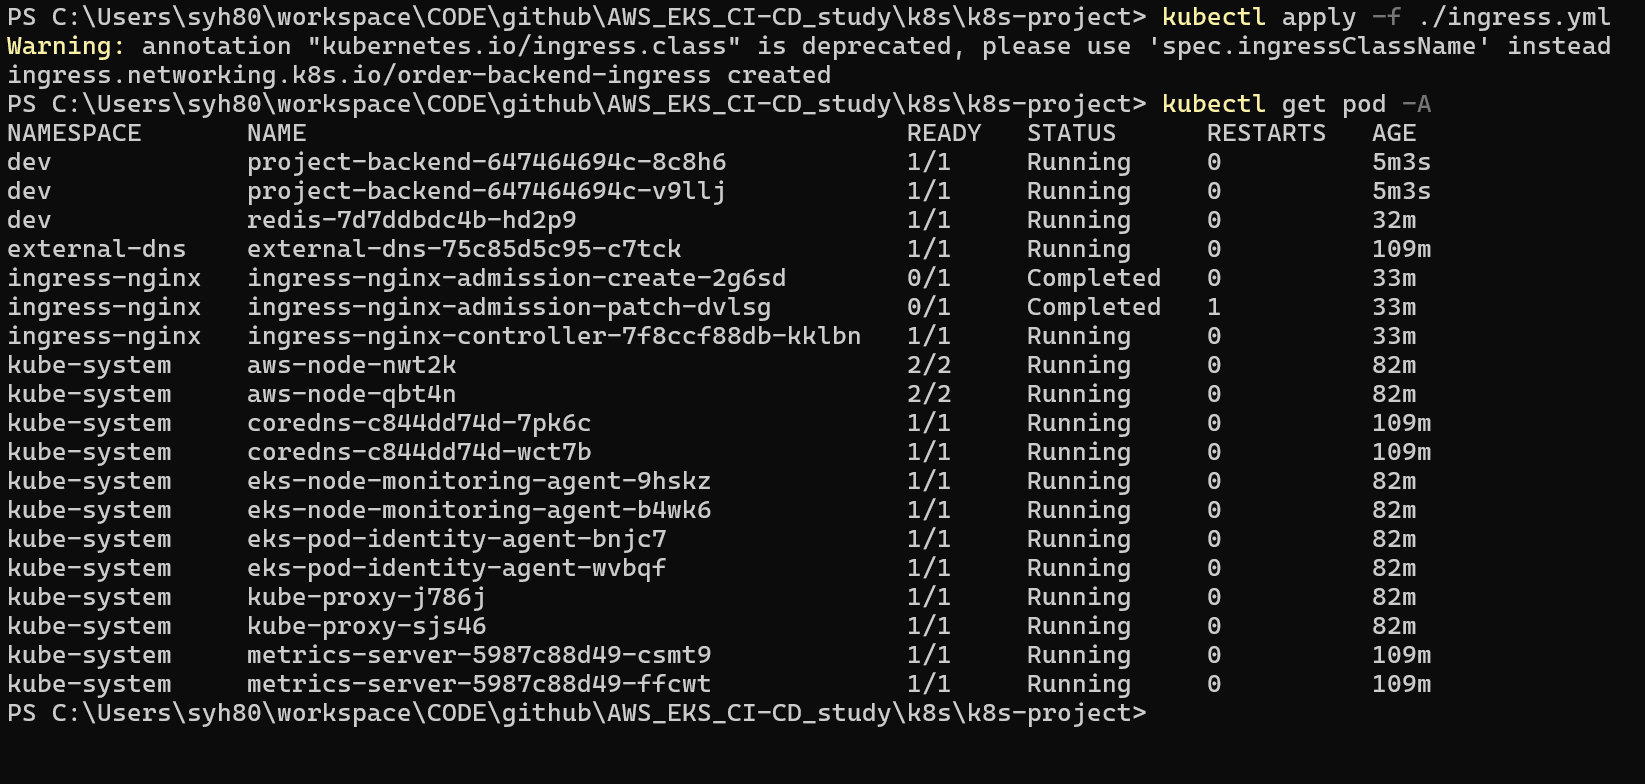 PS C:\Users\syh80\workspace\CODE\github\AWS_EKS_CI-CD_study\k8s\k8s-project> kubectl apply -f ./ingress.yml
Warning: annotation "kubernetes.io/ingress.class" is deprecated, please use 'spec.ingressClassName' instead
ingress.networking.k8s.io/order-backend-ingress created
PS C:\Users\syh80\workspace\CODE\github\AWS_EKS_CI-CD_study\k8s\k8s-project> kubectl get pod -A
NAMESPACE       NAME                                        READY   STATUS      RESTARTS   AGE
dev             project-backend-647464694c-8c8h6            1/1     Running     0          5m3s
dev             project-backend-647464694c-v9llj            1/1     Running     0          5m3s
dev             redis-7d7ddbdc4b-hd2p9                      1/1     Running     0          32m
external-dns    external-dns-75c85d5c95-c7tck               1/1     Running     0          109m
ingress-nginx   ingress-nginx-admission-create-2g6sd        0/1     Completed   0          33m
ingress-nginx   ingress-nginx-admission-patch-dvlsg         0/1     Completed   1          33m
ingress-nginx   ingress-nginx-controller-7f8ccf88db-kklbn   1/1     Running     0          33m
kube-system     aws-node-nwt2k                              2/2     Running     0          82m
kube-system     aws-node-qbt4n                              2/2     Running     0          82m
kube-system     coredns-c844dd74d-7pk6c                     1/1     Running     0          109m
kube-system     coredns-c844dd74d-wct7b                     1/1     Running     0          109m
kube-system     eks-node-monitoring-agent-9hskz             1/1     Running     0          82m
kube-system     eks-node-monitoring-agent-b4wk6             1/1     Running     0          82m
kube-system     eks-pod-identity-agent-bnjc7                1/1     Running     0          82m
kube-system     eks-pod-identity-agent-wvbqf                1/1     Running     0          82m
kube-system     kube-proxy-j786j                            1/1     Running     0          82m
kube-system     kube-proxy-sjs46                            1/1     Running     0          82m
kube-system     metrics-server-5987c88d49-csmt9             1/1     Running     0          109m
kube-system     metrics-server-5987c88d49-ffcwt             1/1     Running     0          109m
PS C:\Users\syh80\workspace\CODE\github\AWS_EKS_CI-CD_study\k8s\k8s-project>